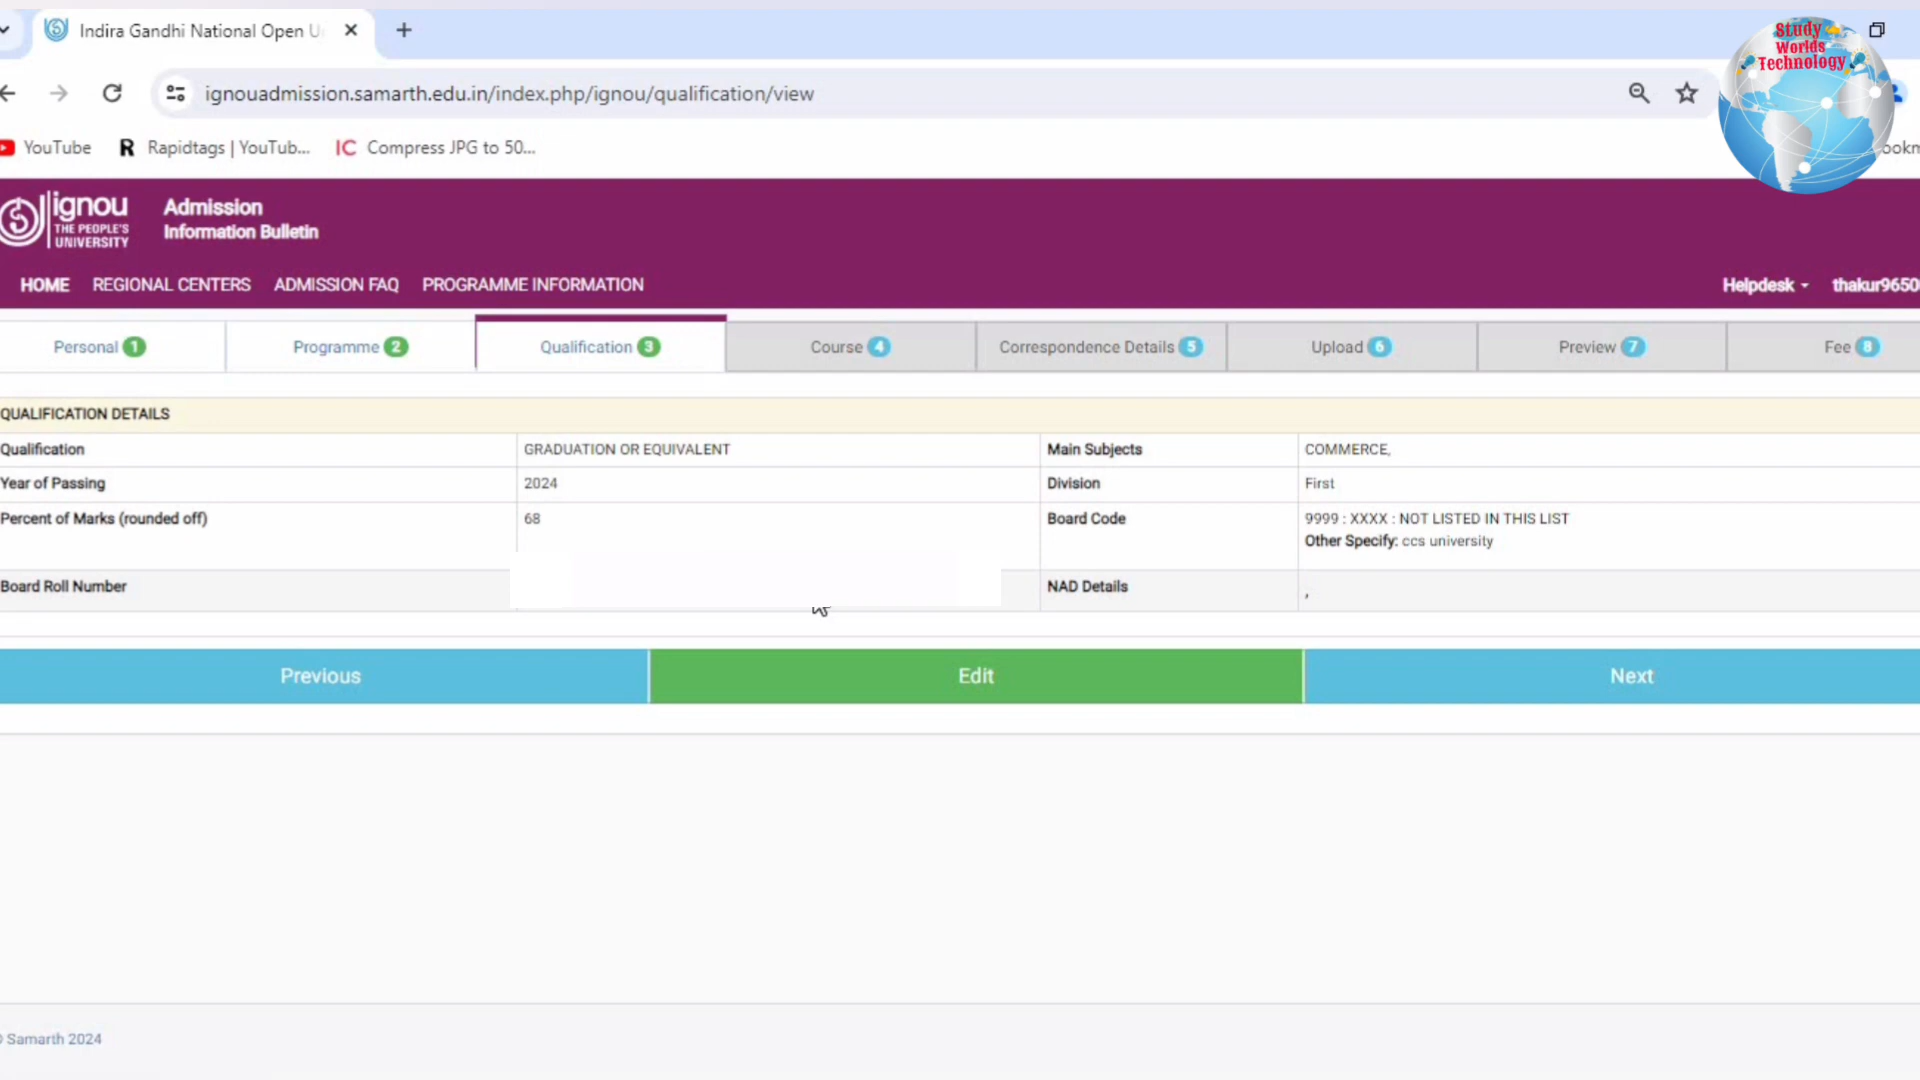 Indira Gandhi National Open U
Study
Worlds
Technology
ignouadmission.samarth.edu.in/index.php/ignou/qualification/view
YouTube
R Rapidtags | YouTub...
IC Compress JPG to 50...
ignou
THE PEOPLE'S
UNIVERSITY
Admission
Information Bulletin
HOME REGIONAL CENTERS ADMISSION FAQ PROGRAMME INFORMATION
Helpdesk thakur9650
Personal 1 Programme 2 Qualification 3 Course 4 Correspondence Details 5 Upload 6 Preview 7 Fee 8
QUALIFICATION DETAILS
Qualification GRADUATION OR EQUIVALENT Main Subjects COMMERCE,
Year of Passing 2024 Division First
Percent of Marks (rounded off) 68 Board Code 9999 : XXXX : NOT LISTED IN THIS LIST
Other Specify: ccs university
Board Roll Number NAD Details ,
Previous Edit Next
Samarth 2024